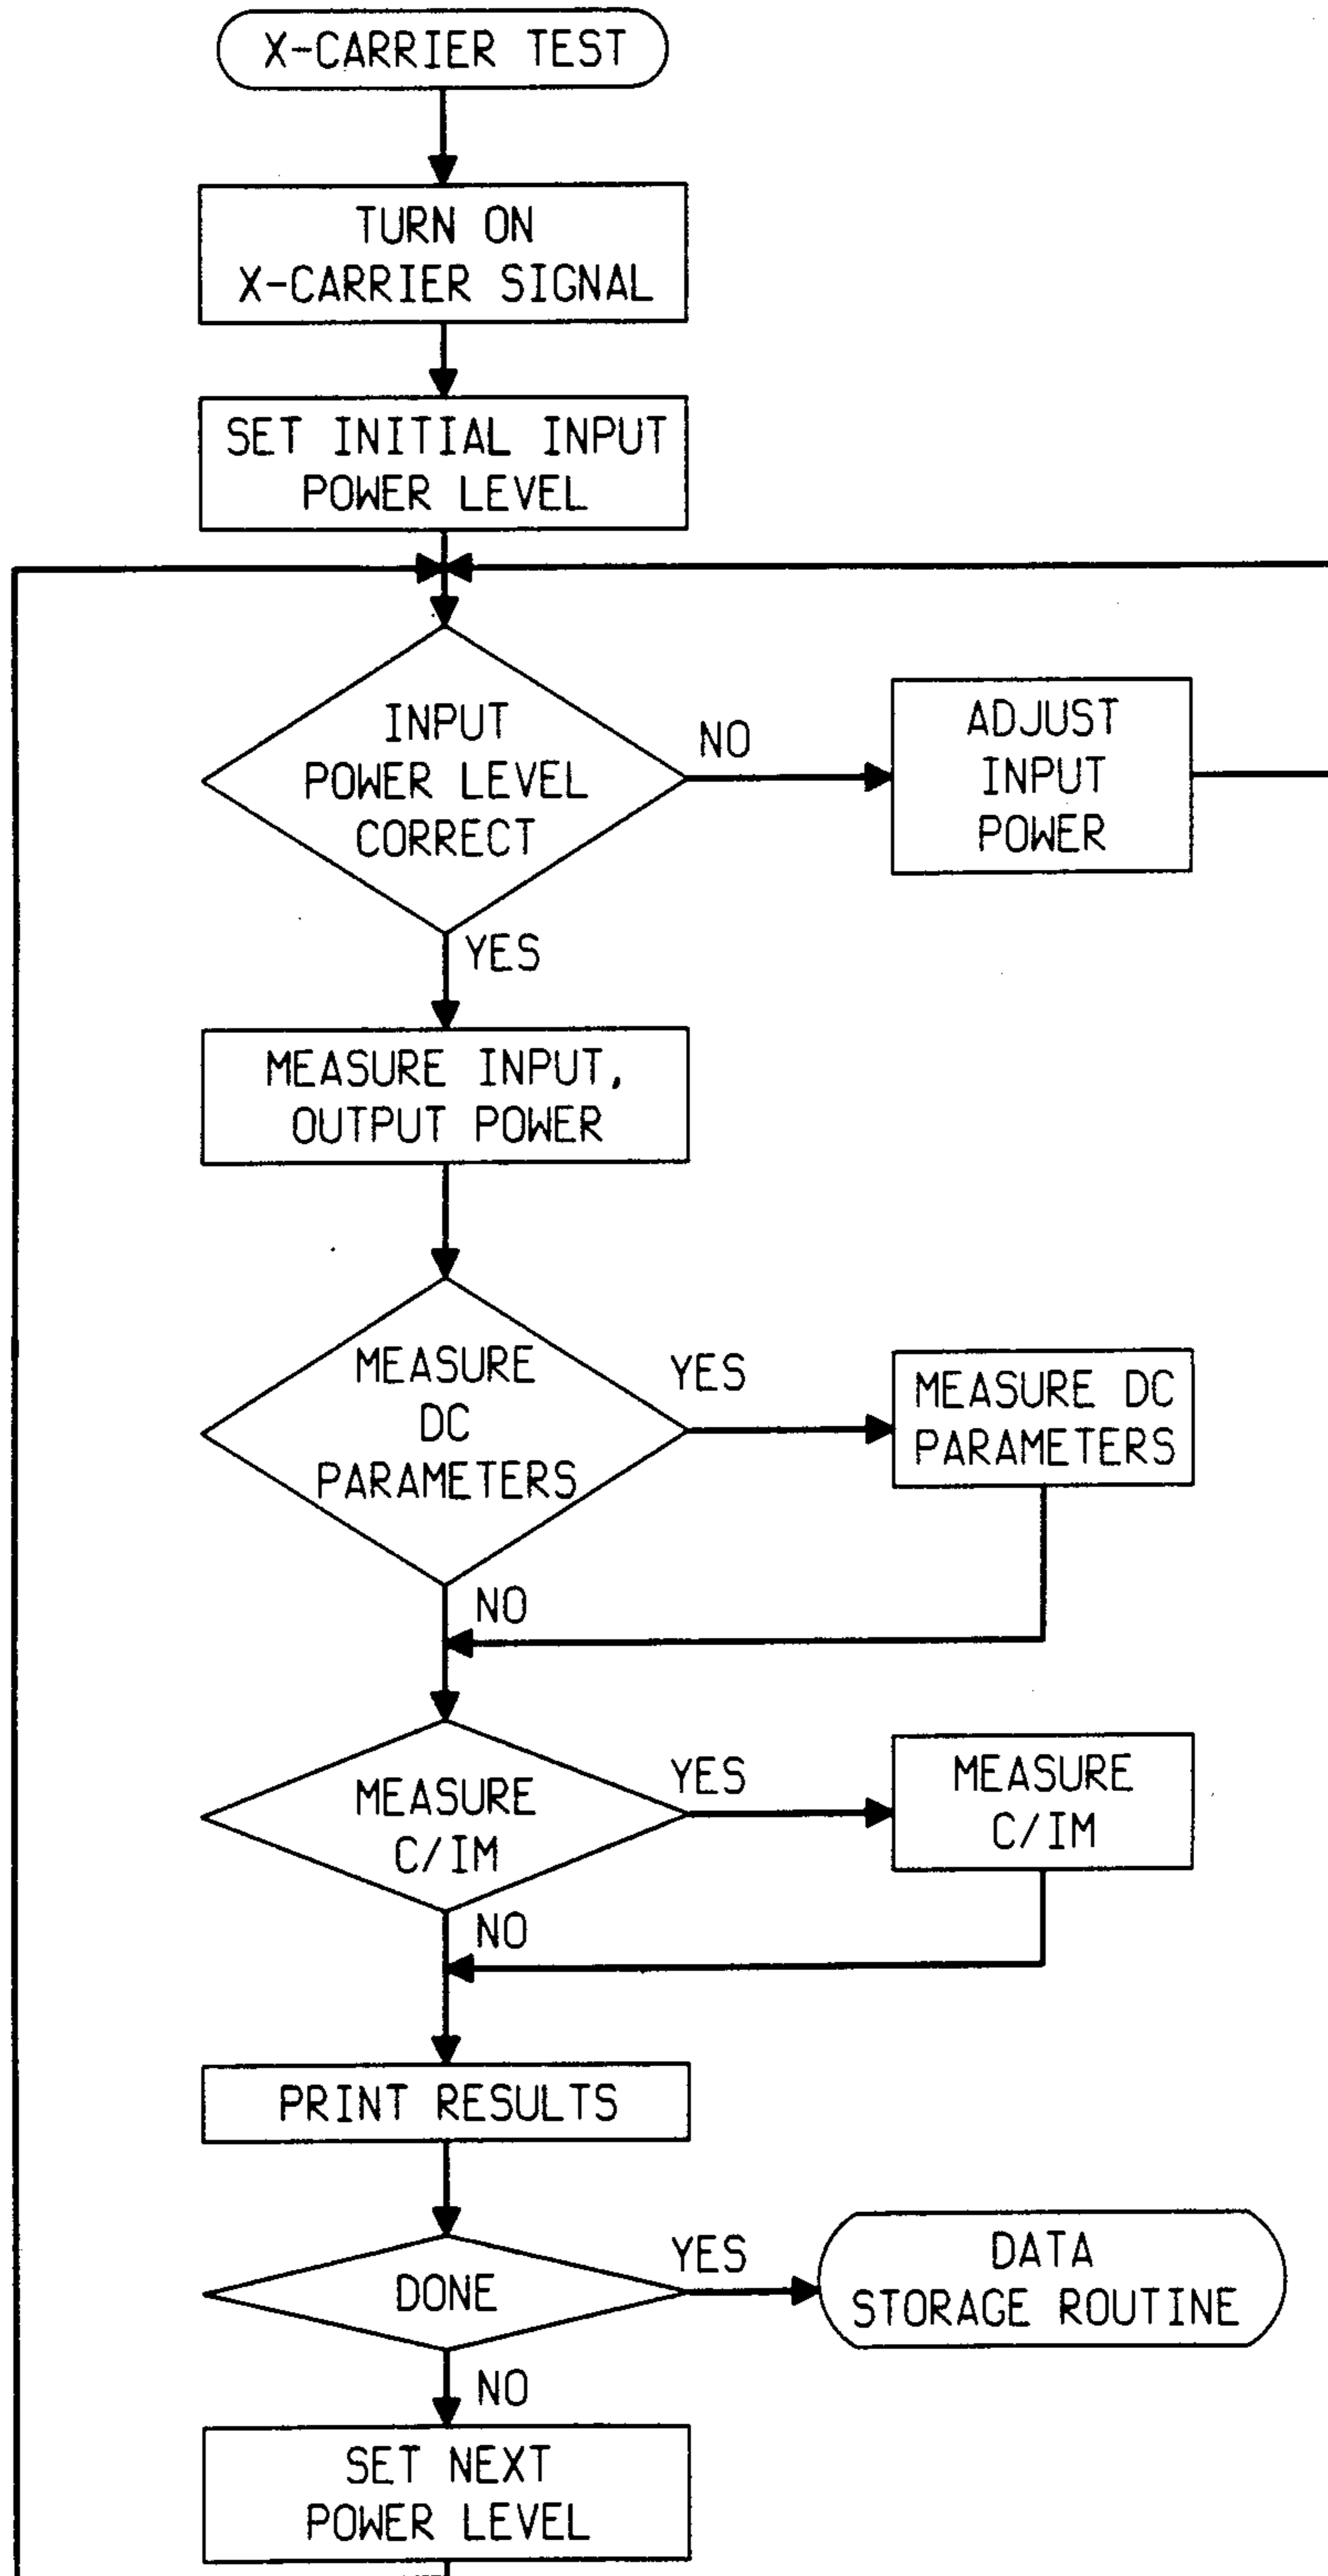 X-CARRIER TEST
TURN ON
X-CARRIER SIGNAL
SET INITIAL INPUT
POWER LEVEL
INPUT
POWER LEVEL
CORRECT
NO
ADJUST
INPUT
POWER
YES
MEASURE INPUT,
OUTPUT POWER
MEASURE
DC
PARAMETERS
YES
MEASURE DC
PARAMETERS
NO
MEASURE
C/IM
YES
MEASURE
C/IM
NO
PRINT RESULTS
DONE
YES
DATA
STORAGE ROUTINE
NO
SET NEXT
POWER LEVEL